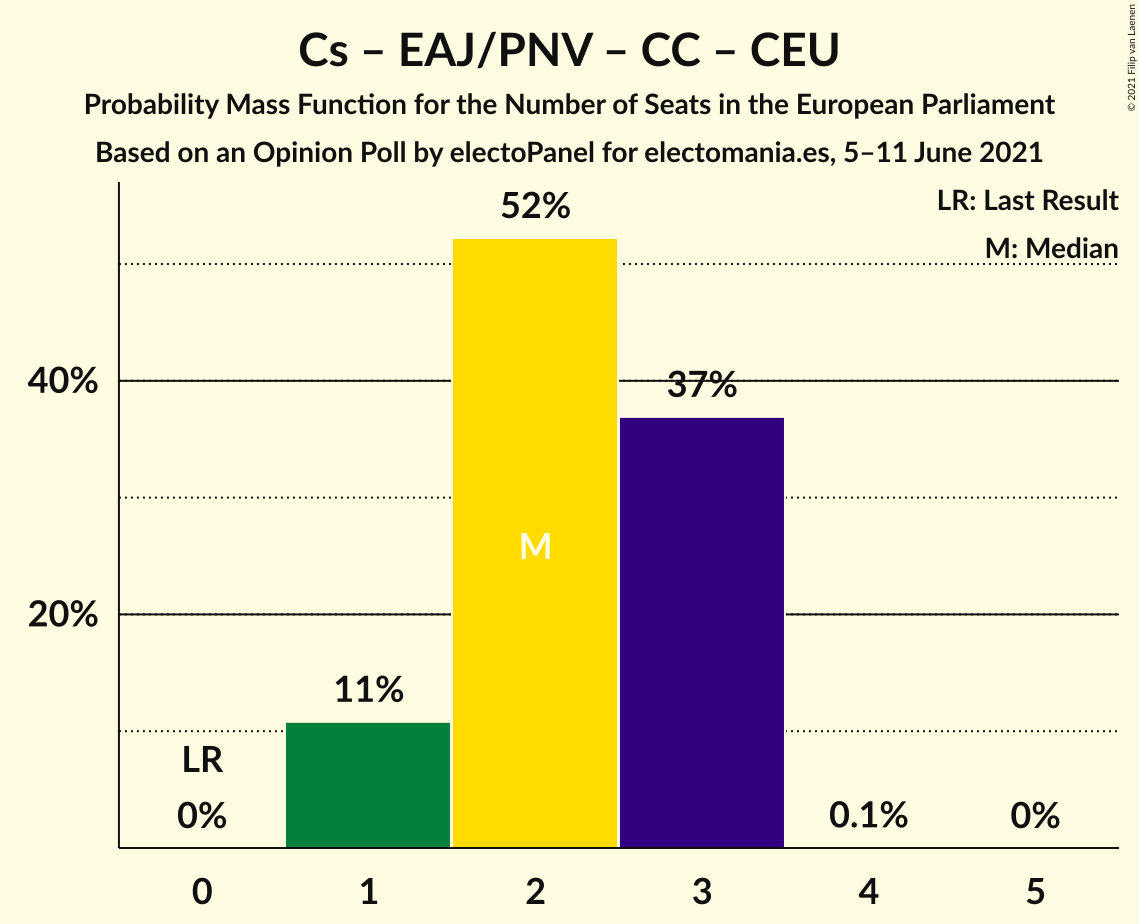 Cs – EAJ/PNV – CC – CEU
Probability Mass Function for the Number of Seats in the European Parliament
Based on an Opinion Poll by electoPanel for electomania.es, 5–11 June 2021
© 2021 Filip van Laenen
LR: Last Result
M: Median
52%
40%
37%
M
20%
11%
LR
0%
0.1%
0%
0 1 2 3 4 5